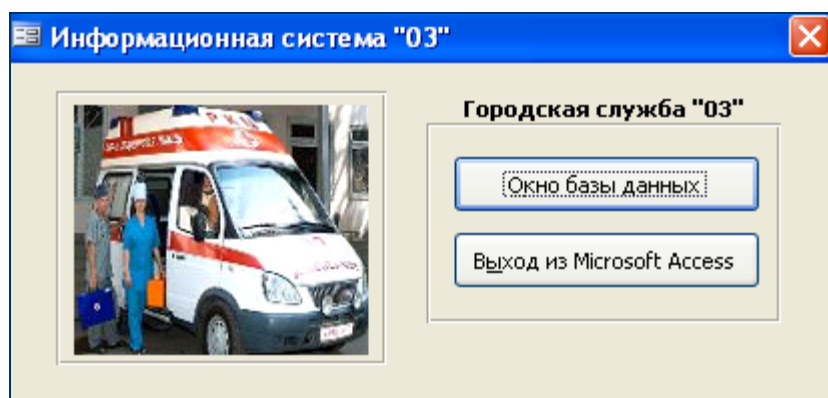 Информационная система "03"
Городская служба "03"
Окно базы данных
Выход из Microsoft Access